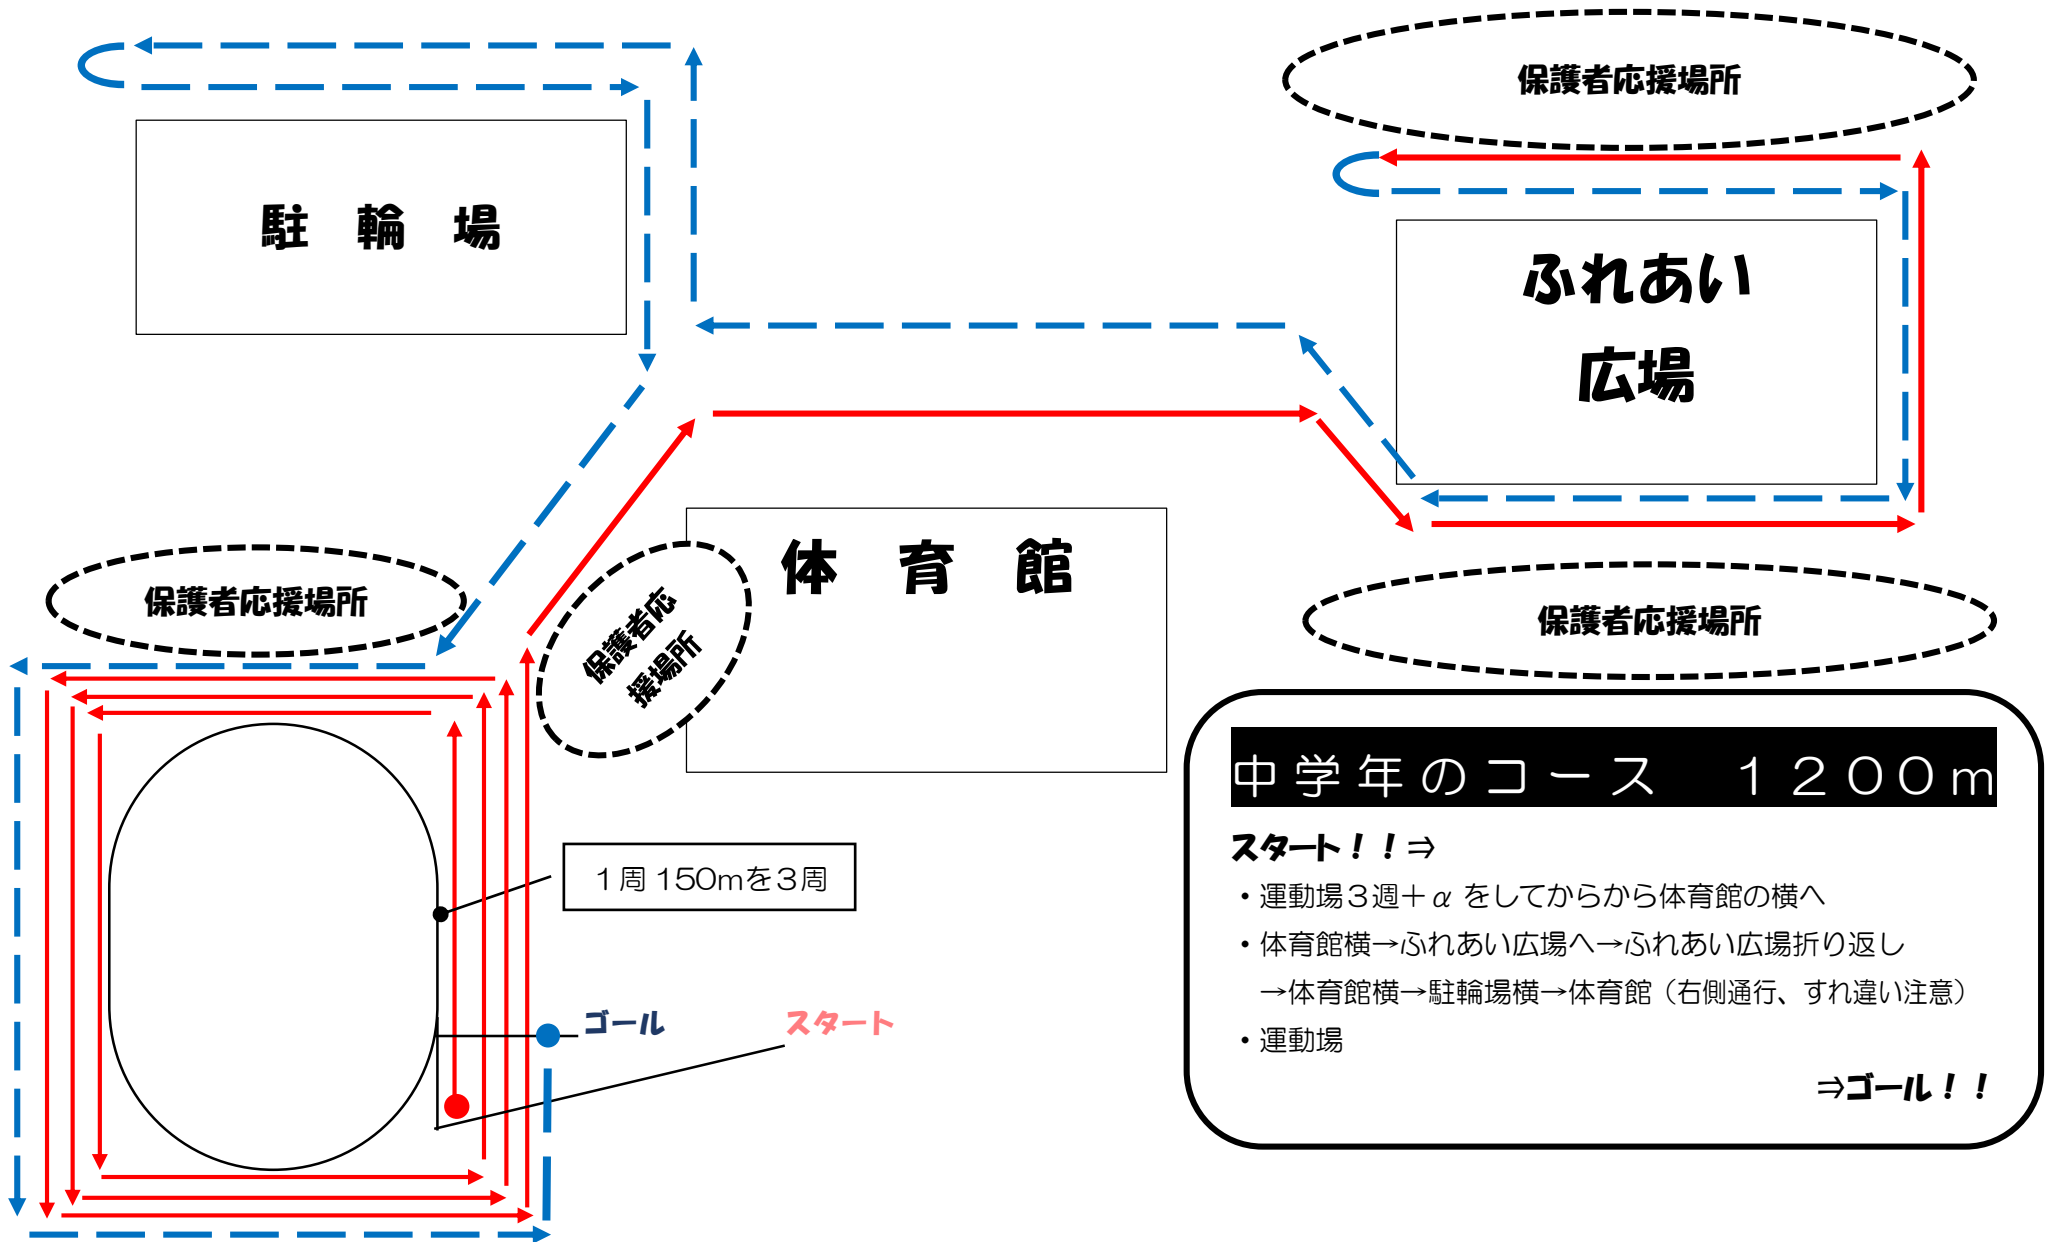 保護者応援場所
駐　輪　場
ふれあい
広場
体　育　館
保護者応援場所
保護者応
援場所
保護者応援場所
１周150mを３周
ゴール
スタート
中学年のコース　１２００ｍ
スタート！！⇒
・運動場３週＋α をしてからから体育館の横へ
・体育館横→ふれあい広場へ→ふれあい広場折り返し
→体育館横→駐輪場横→体育館（右側通行、すれ違い注意）
・運動場
⇒ゴール！！